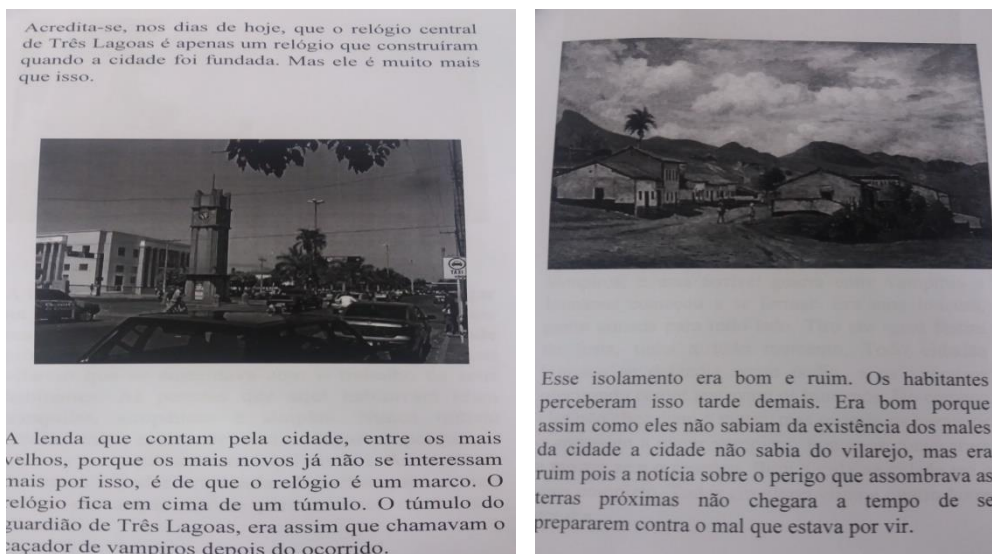 Acredita-se, nos dias de hoje, que o relógio central
de Três Lagoas é apenas um relógio que construíram
quando a cidade foi fundada. Mas ele é muito mais
que isso.
TAXI
A lenda que contam pela cidade, entre os mais
velhos, porque os mais novos já não se interessam
mais por isso, é de que o relógio é um marco. O
relógio fica em cima de um túmulo. O túmulo do
guardião de Três Lagoas, era assim que chamavam o
caçador de vampiros depois do ocorrido.
Esse isolamento era bom e ruim. Os habitantes
perceberam isso tarde demais. Era bom porque
assim como eles não sabiam da existência dos males
da cidade a cidade não sabia do vilarejo, mas era
ruim pois a notícia sobre o perigo que assombrava as
terras próximas não chegara a tempo de se
prepararem contra o mal que estava por vir.